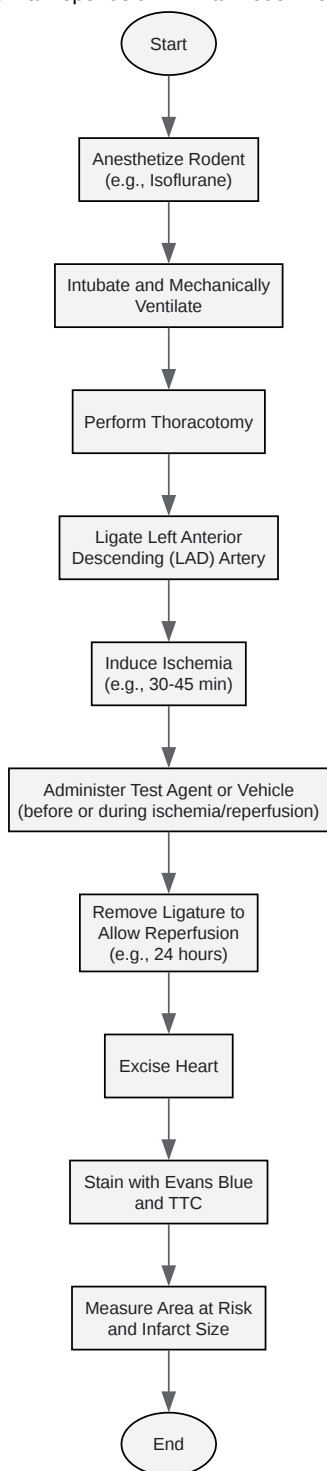 Start
Anesthetize Rodent
(e.g., Isoflurane)
Intubate and Mechanically
Ventilate
Perform Thoracotomy
Ligate Left Anterior
Descending (LAD) Artery
Induce Ischemia
(e.g., 30-45 min)
Administer Test Agent or Vehicle
(before or during ischemia/reperfusion)
Remove Ligature to
Allow Reperfusion
(e.g., 24 hours)
Excise Heart
Stain with Evans Blue
and TTC
Measure Area at Risk
and Infarct Size
End